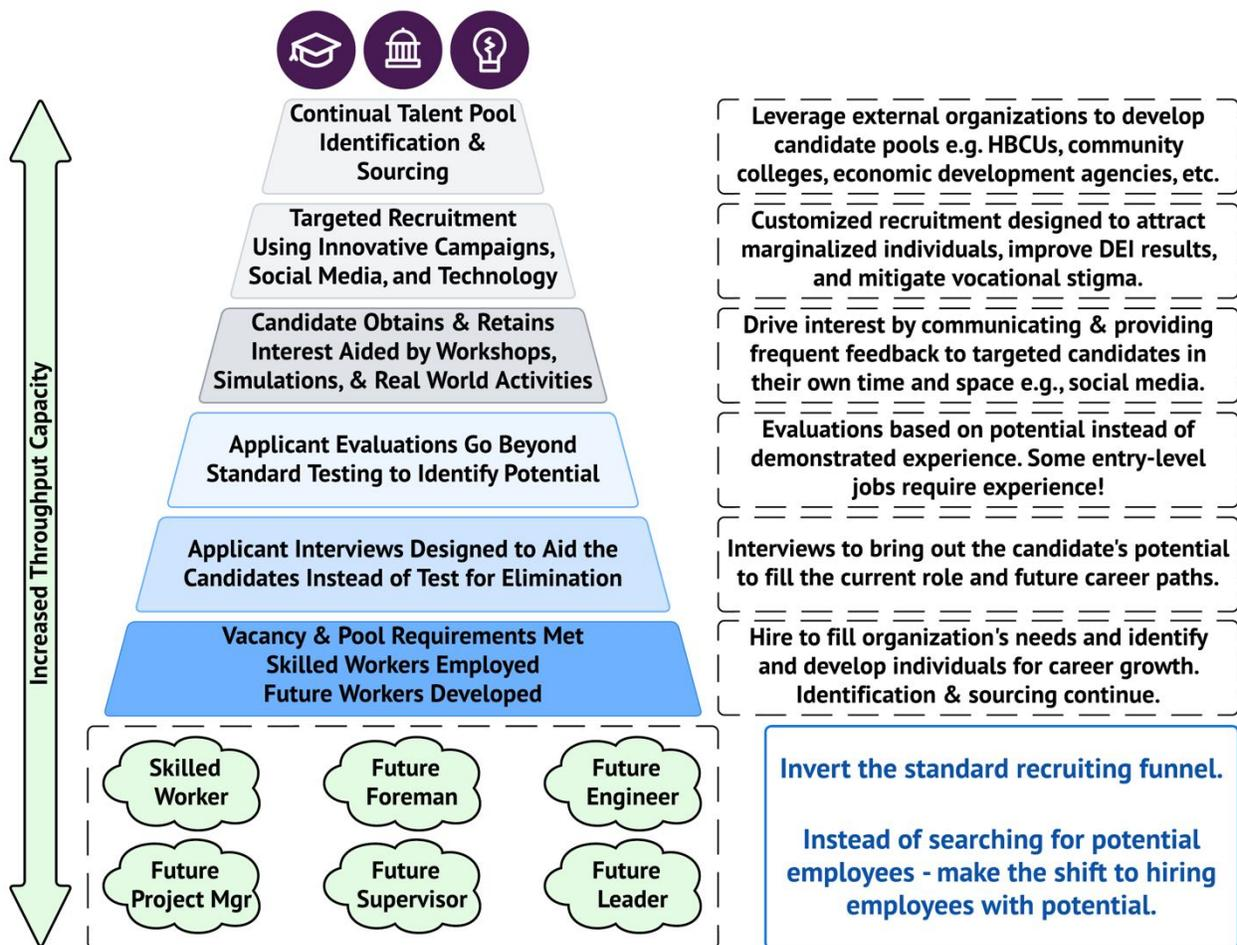 Continual Talent Pool
Identification &
Sourcing
Leverage external organizations to develop
candidate pools e.g. HBCUs, community
colleges, economic development agencies, etc.
Targeted Recruitment
Using Innovative Campaigns,
Social Media, and Technology
Customized recruitment designed to attract
marginalized individuals, improve DEI results,
and mitigate vocational stigma.
Candidate Obtains & Retains
Interest Aided by Workshops,
Simulations, & Real World Activities
Drive interest by communicating & providing
frequent feedback to targeted candidates in
their own time and space e.g., social media.
Applicant Evaluations Go Beyond
Standard Testing to Identify Potential
Evaluations based on potential instead of
demonstrated experience. Some entry-level
jobs require experience!
Applicant Interviews Designed to Aid the
Candidates Instead of Test for Elimination
Interviews to bring out the candidate's potential
to fill the current role and future career paths.
Vacancy & Pool Requirements Met
Skilled Workers Employed
Future Workers Developed
Hire to fill organization's needs and identify
and develop individuals for career growth.
Identification & sourcing continue.
Increased Throughput Capacity
Skilled
Worker
Future
Foreman
Future
Engineer
Future
Project Mgr
Future
Supervisor
Future
Leader
Invert the standard recruiting funnel.
Instead of searching for potential
employees - make the shift to hiring
employees with potential.